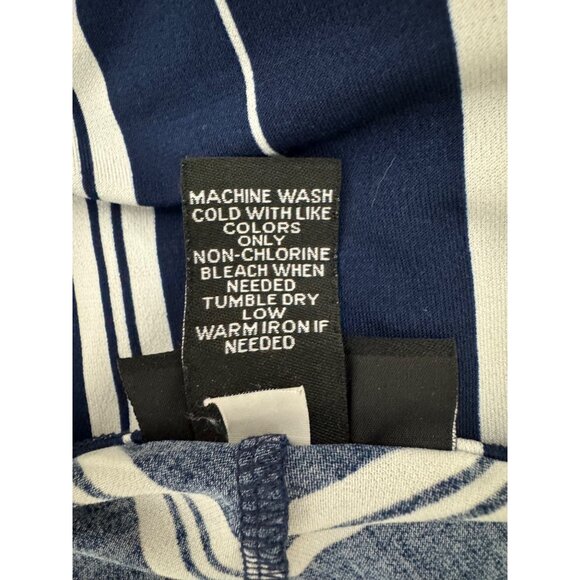 MACHINE WASH
COLD WITH LIKE
COLORS
ONLY
NON-CHLORINE
BLEACH WHEN
NEEDED
TUMBLE DRY
LOW
WARM IRON IF
NEEDED